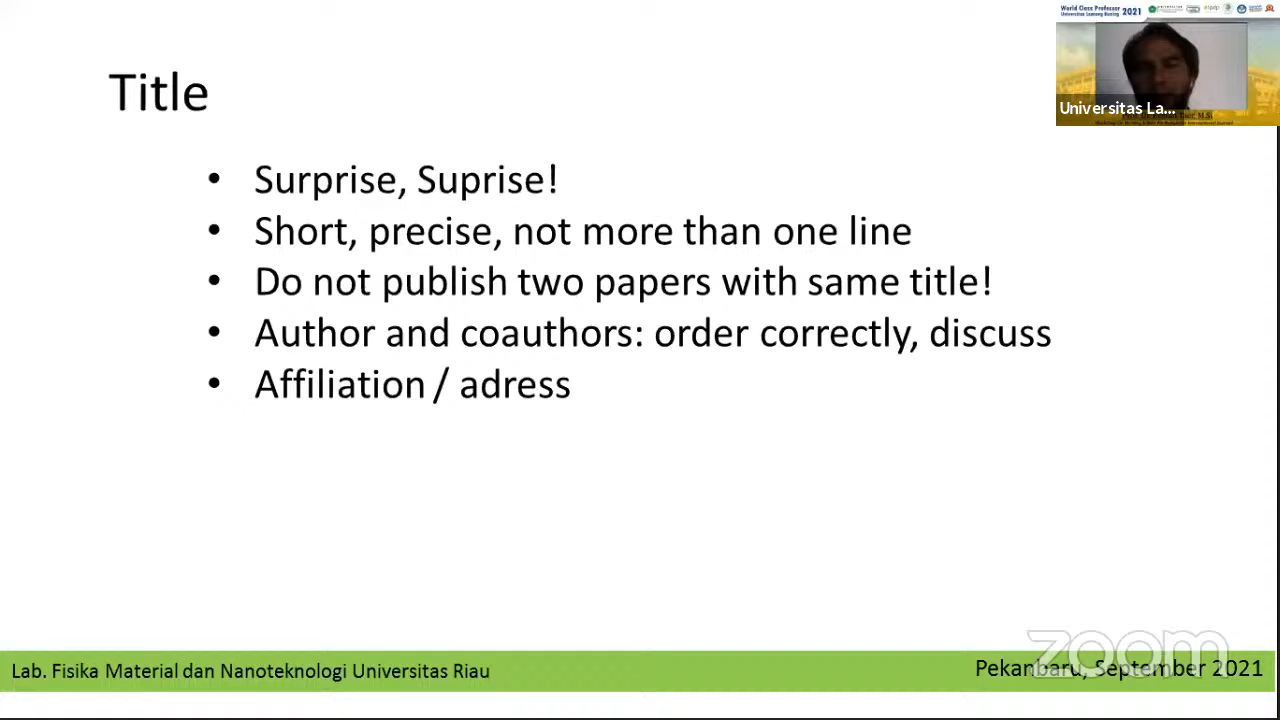 World Class Professor 2021
Universitas Lancang Kuning
Title
Universitas La...
• Surprise, Suprise!
• Short, precise, not more than one line
• Do not publish two papers with same title!
• Author and coauthors: order correctly, discuss
• Affiliation / adress
zoom
Lab. Fisika Material dan Nanoteknologi Universitas Riau
Pekanbaru, September 2021